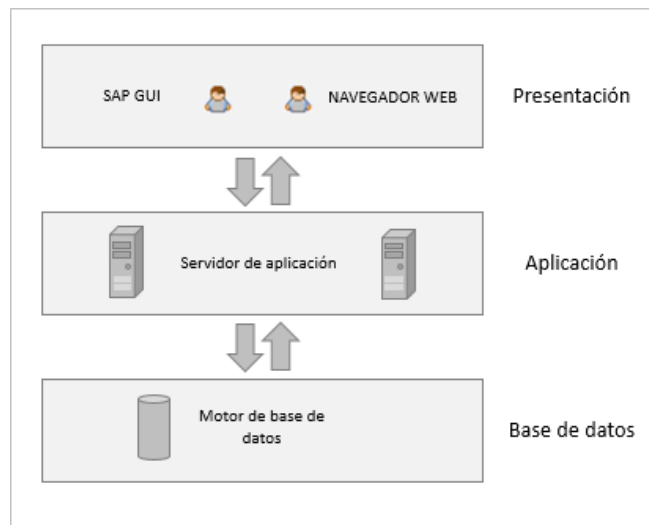 SAP GUI
NAVEGADOR WEB
Presentación
Servidor de aplicación
Aplicación
Motor de base de
datos
Base de datos